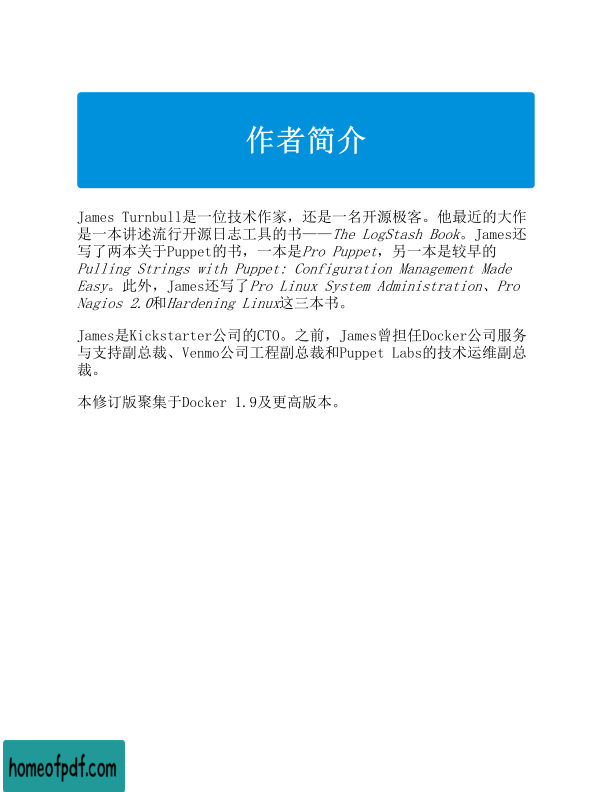 作者简介
James Turnbull是一位技术作家，还是一名开源极客。他最近的大作
是一本讲述流行开源日志工具的书——The LogStash Book。James还
写了两本关于Puppet的书，一本是Pro Puppet，另一本是较早的
Pulling Strings with Puppet: Configuration Management Made
Easy。此外，James还写了Pro Linux System Administration、Pro
Nagios 2.0和Hardening Linux这三本书。
James是Kickstarter公司的CTO。之前，James曾担任Docker公司服务
与支持副总裁、Venmo公司工程副总裁和Puppet Labs的技术运维副总
裁。
本修订版聚集于Docker 1.9及更高版本。
homeofpdf.com